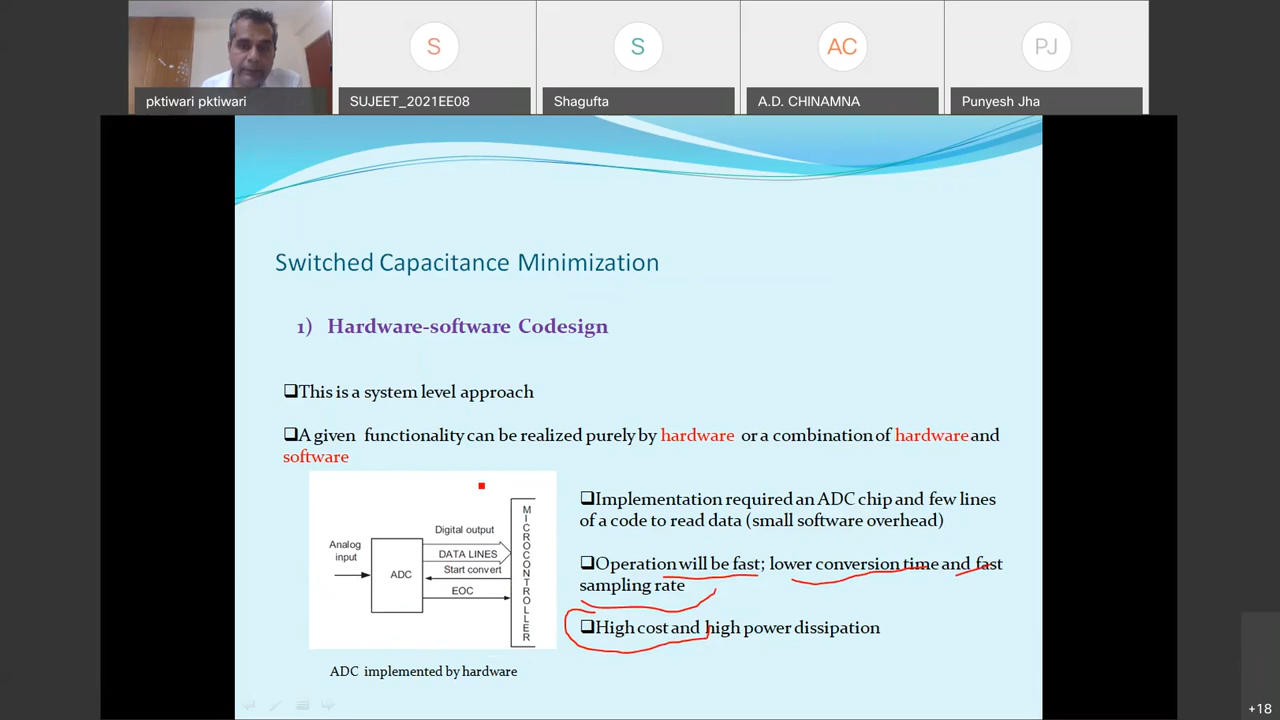 S
S
AC
PJ
pktiwari pktiwari
SUJEET_2021EE08
Shagufta
A.D. CHINAMNA
Punyesh Jha
Switched Capacitance Minimization
1) Hardware-software Codesign
❑This is a system level approach
❑A given functionality can be realized purely by hardware or a combination of hardware and
software
Analog
input
ADC
Digital output
DATA LINES
Start convert
EOC
MICROCONTROLLER
ADC implemented by hardware
❑Implementation required an ADC chip and few lines
of a code to read data (small software overhead)
❑Operation will be fast; lower conversion time and fast
sampling rate
❑High cost and high power dissipation
+18